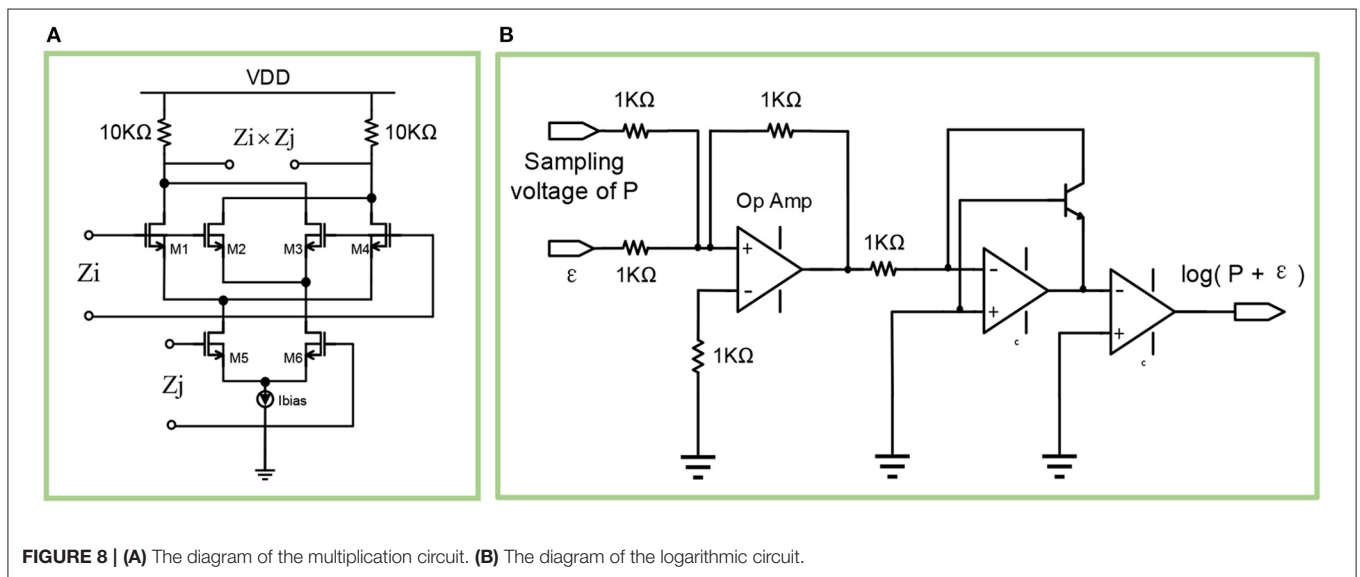 A
VDD
10KΩ
10KΩ
Zi × Zj
M1
M2
M3
M4
Zi
M5
M6
Zj
Ibias
B
1KΩ
1KΩ
Sampling
voltage of P
Op Amp
+
-
ε
1KΩ
1KΩ
1KΩ
-
+
c
-
+
c
log( P + ε )
FIGURE 8 | (A) The diagram of the multiplication circuit. (B) The diagram of the logarithmic circuit.